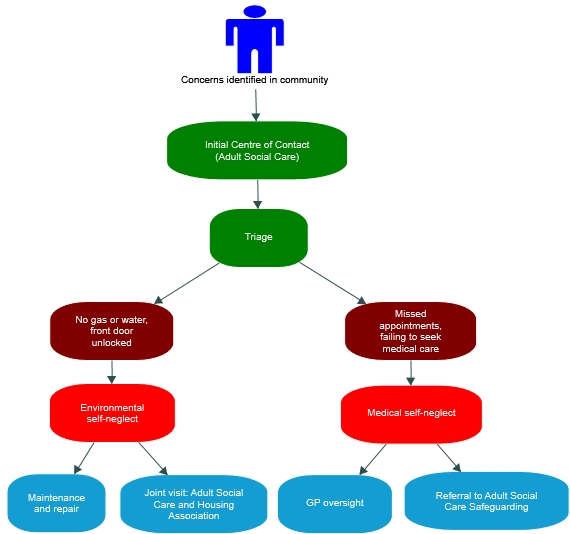 Concerns identified in community
Initial Centre of Contact
(Adult Social Care)
Triage
No gas or water,
front door
unlocked
Missed
appointments,
failing to seek
medical care
Environmental
self-neglect
Medical self-neglect
Maintenance
and repair
Joint visit: Adult Social
Care and Housing
Association
GP oversight
Referral to Adult Social
Care Safeguarding